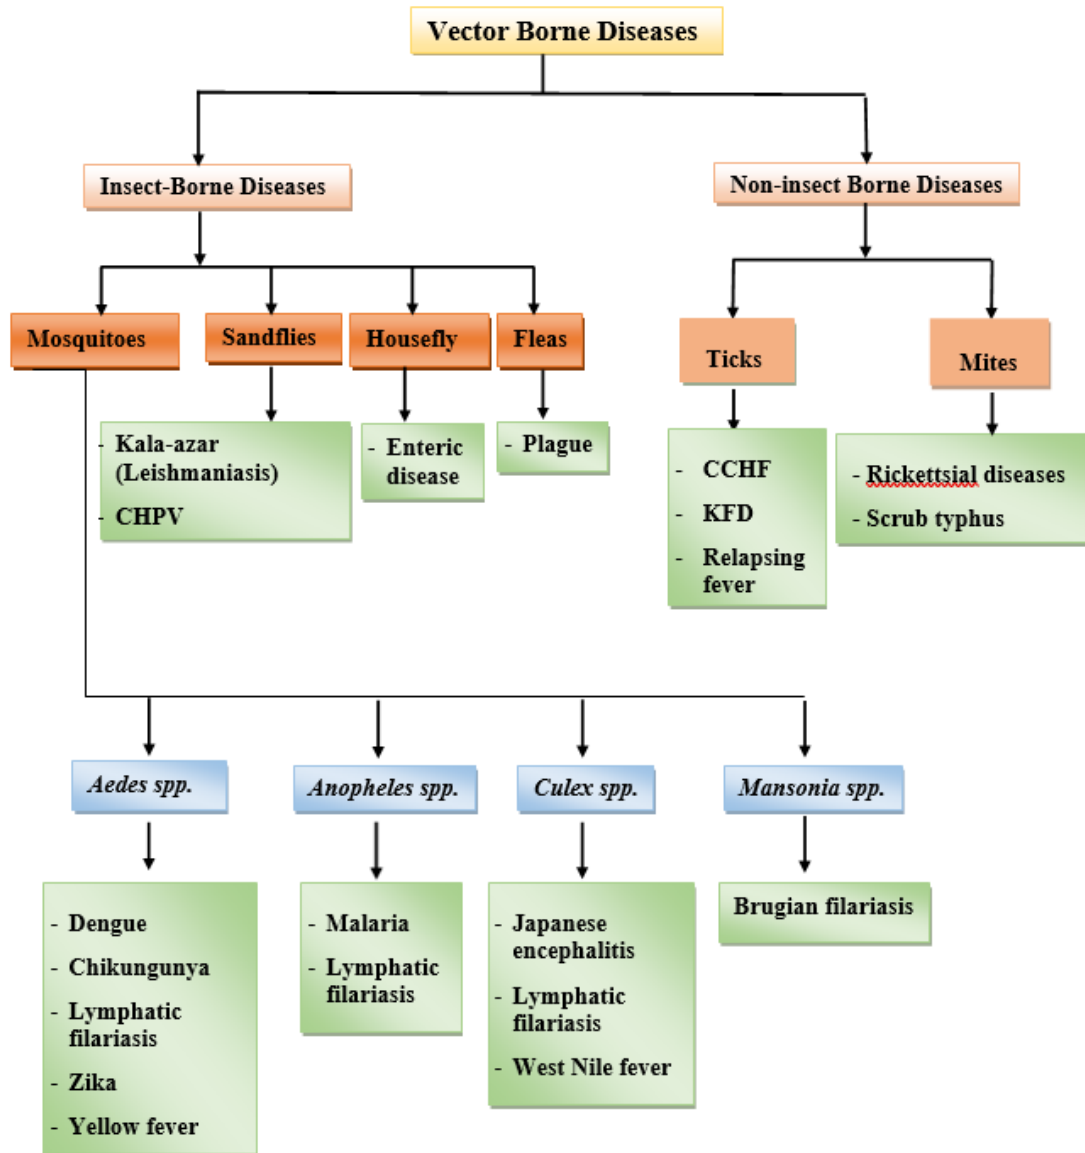 Vector Borne Diseases
Insect-Borne Diseases
Non-insect Borne Diseases
Mosquitoes
Sandflies
Housefly
Fleas
Ticks
Mites
- Kala-azar
(Leishmaniasis)
- CHPV
- Enteric
disease
- Plague
- CCHF
- KFD
- Relapsing
fever
- Rickettsial diseases
- Scrub typhus
Aedes spp.
Anopheles spp.
Culex spp.
Mansonia spp.
- Dengue
- Chikungunya
- Lymphatic
filariasis
- Zika
- Yellow fever
- Malaria
- Lymphatic
filariasis
- Japanese
encephalitis
- Lymphatic
filariasis
- West Nile fever
Brugian filariasis